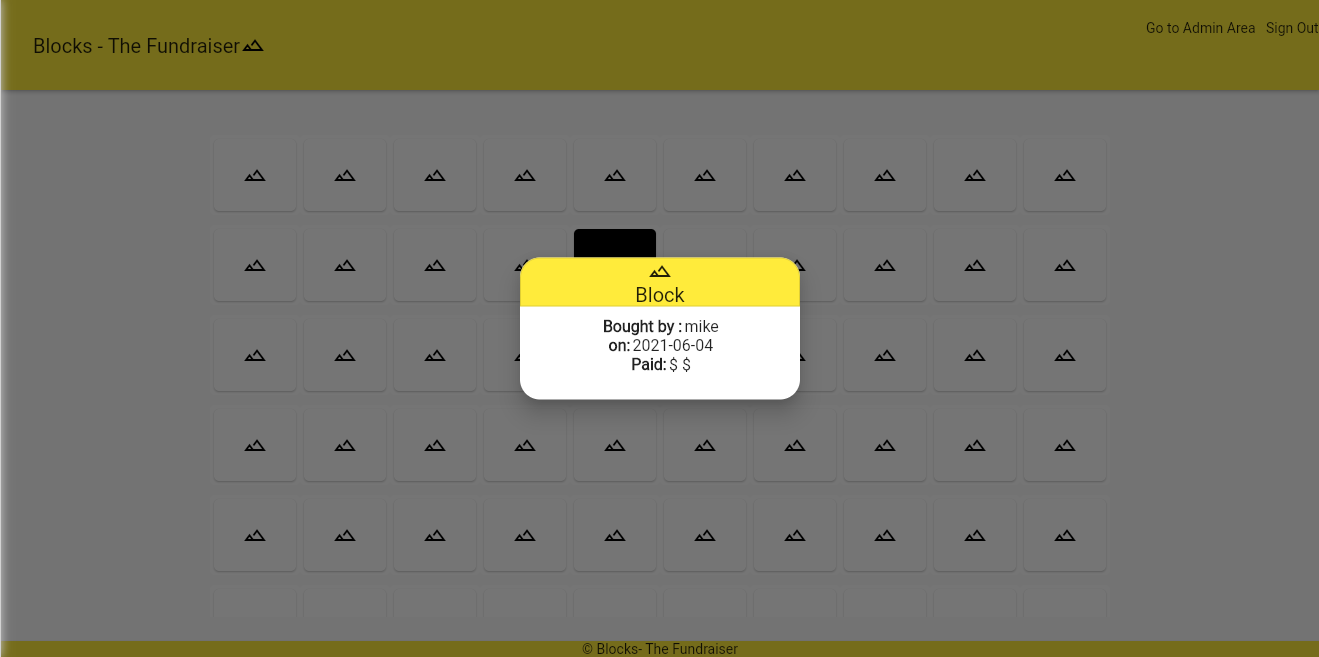 Go to Admin Area Sign Out
Blocks - The Fundraiser
Block
Bought by : mike
on: 2021-06-04
Paid: $ $
© Blocks- The Fundraiser